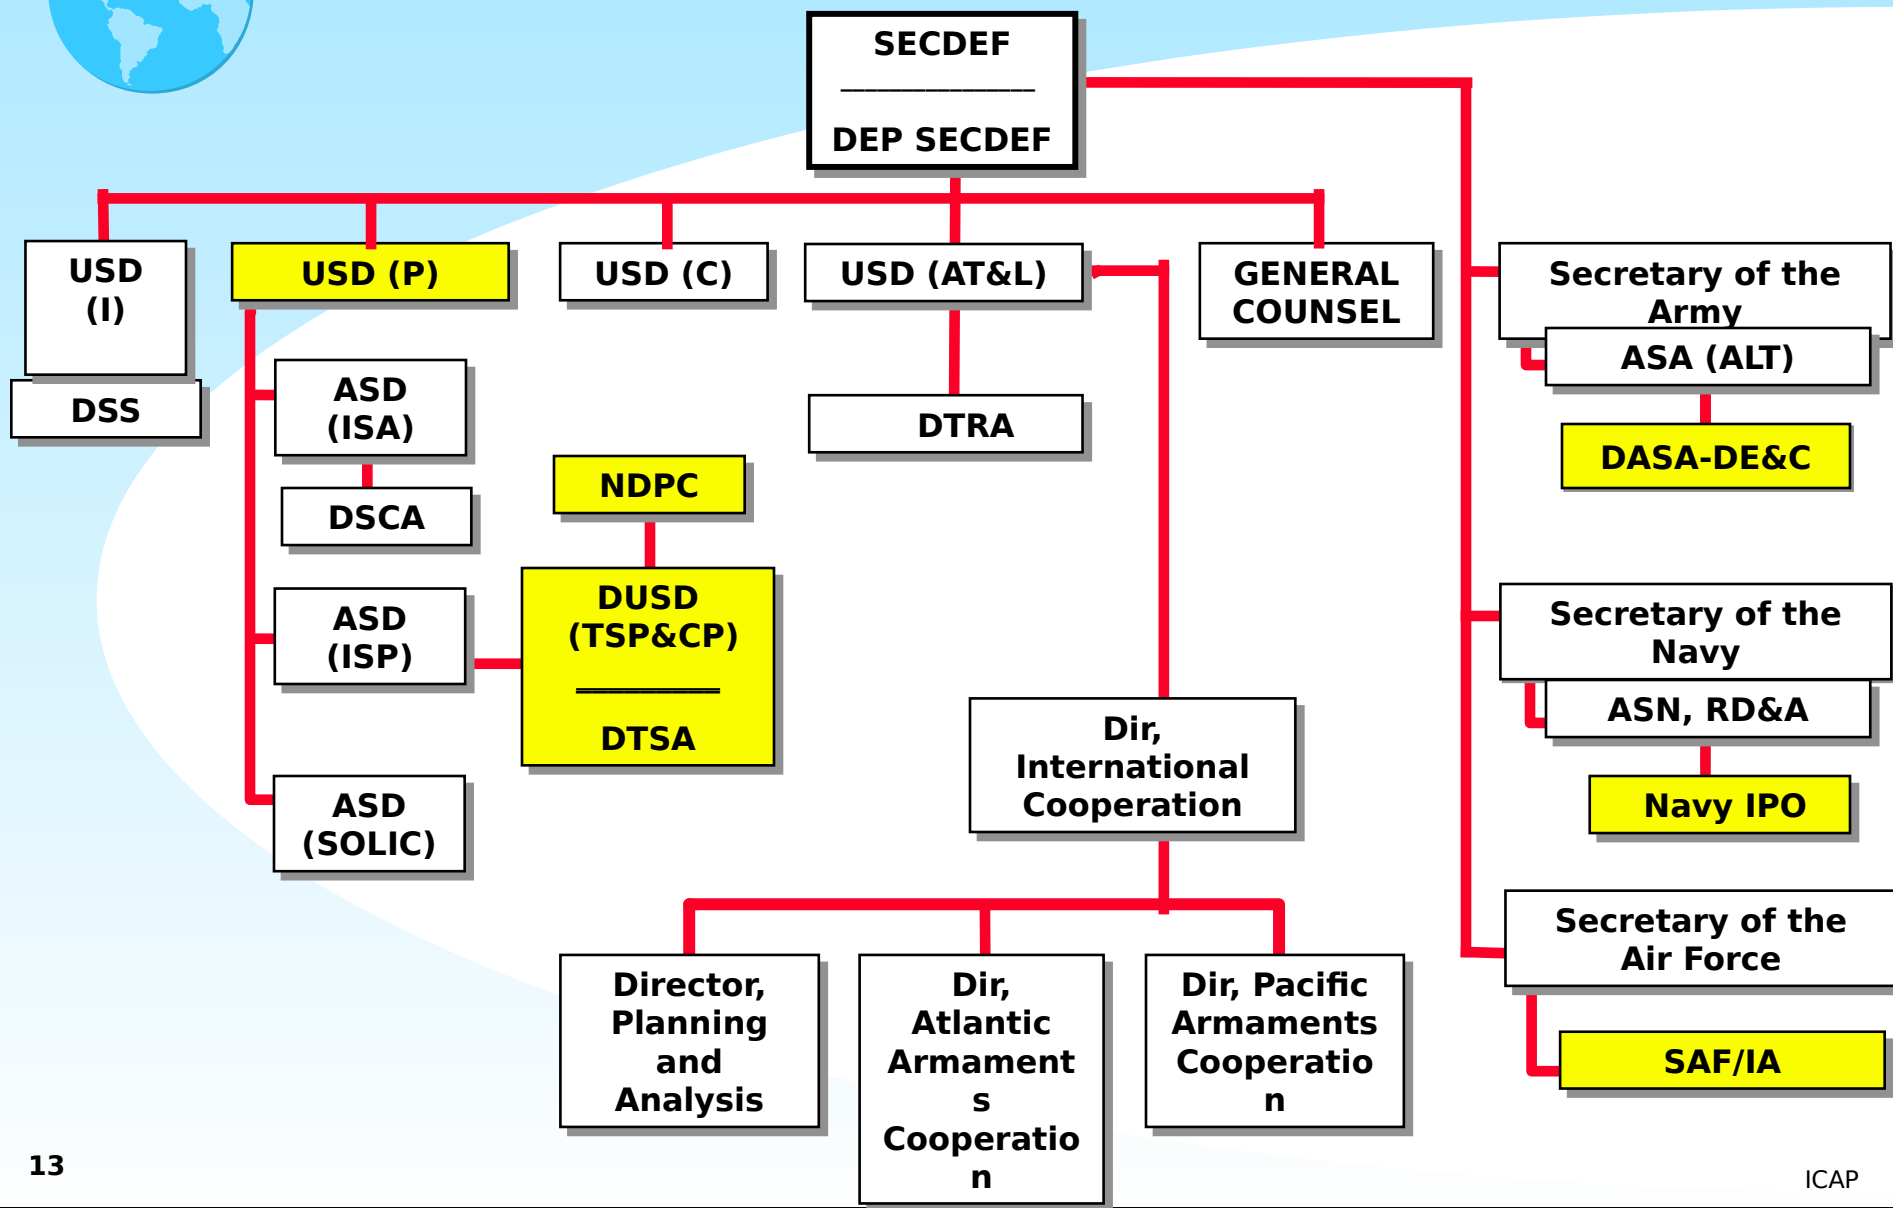 SECDEF
________________
DEP SECDEF
USD
(I)
DSS
USD (P)
USD (C)
USD (AT&L)
GENERAL
COUNSEL
Secretary of the
Army
ASA (ALT)
DASA-DE&C
ASD
(ISA)
DSCA
NDPC
DTRA
ASD
(ISP)
DUSD
(TSP&CP)
____________
DTSA
ASD
(SOLIC)
Dir,
International
Cooperation
Secretary of the
Navy
ASN, RD&A
Navy IPO
Secretary of the
Air Force
SAF/IA
Director,
Planning
and
Analysis
Dir,
Atlantic
Armament
s
Cooperatio
n
Dir, Pacific
Armaments
Cooperatio
n
13
ICAP